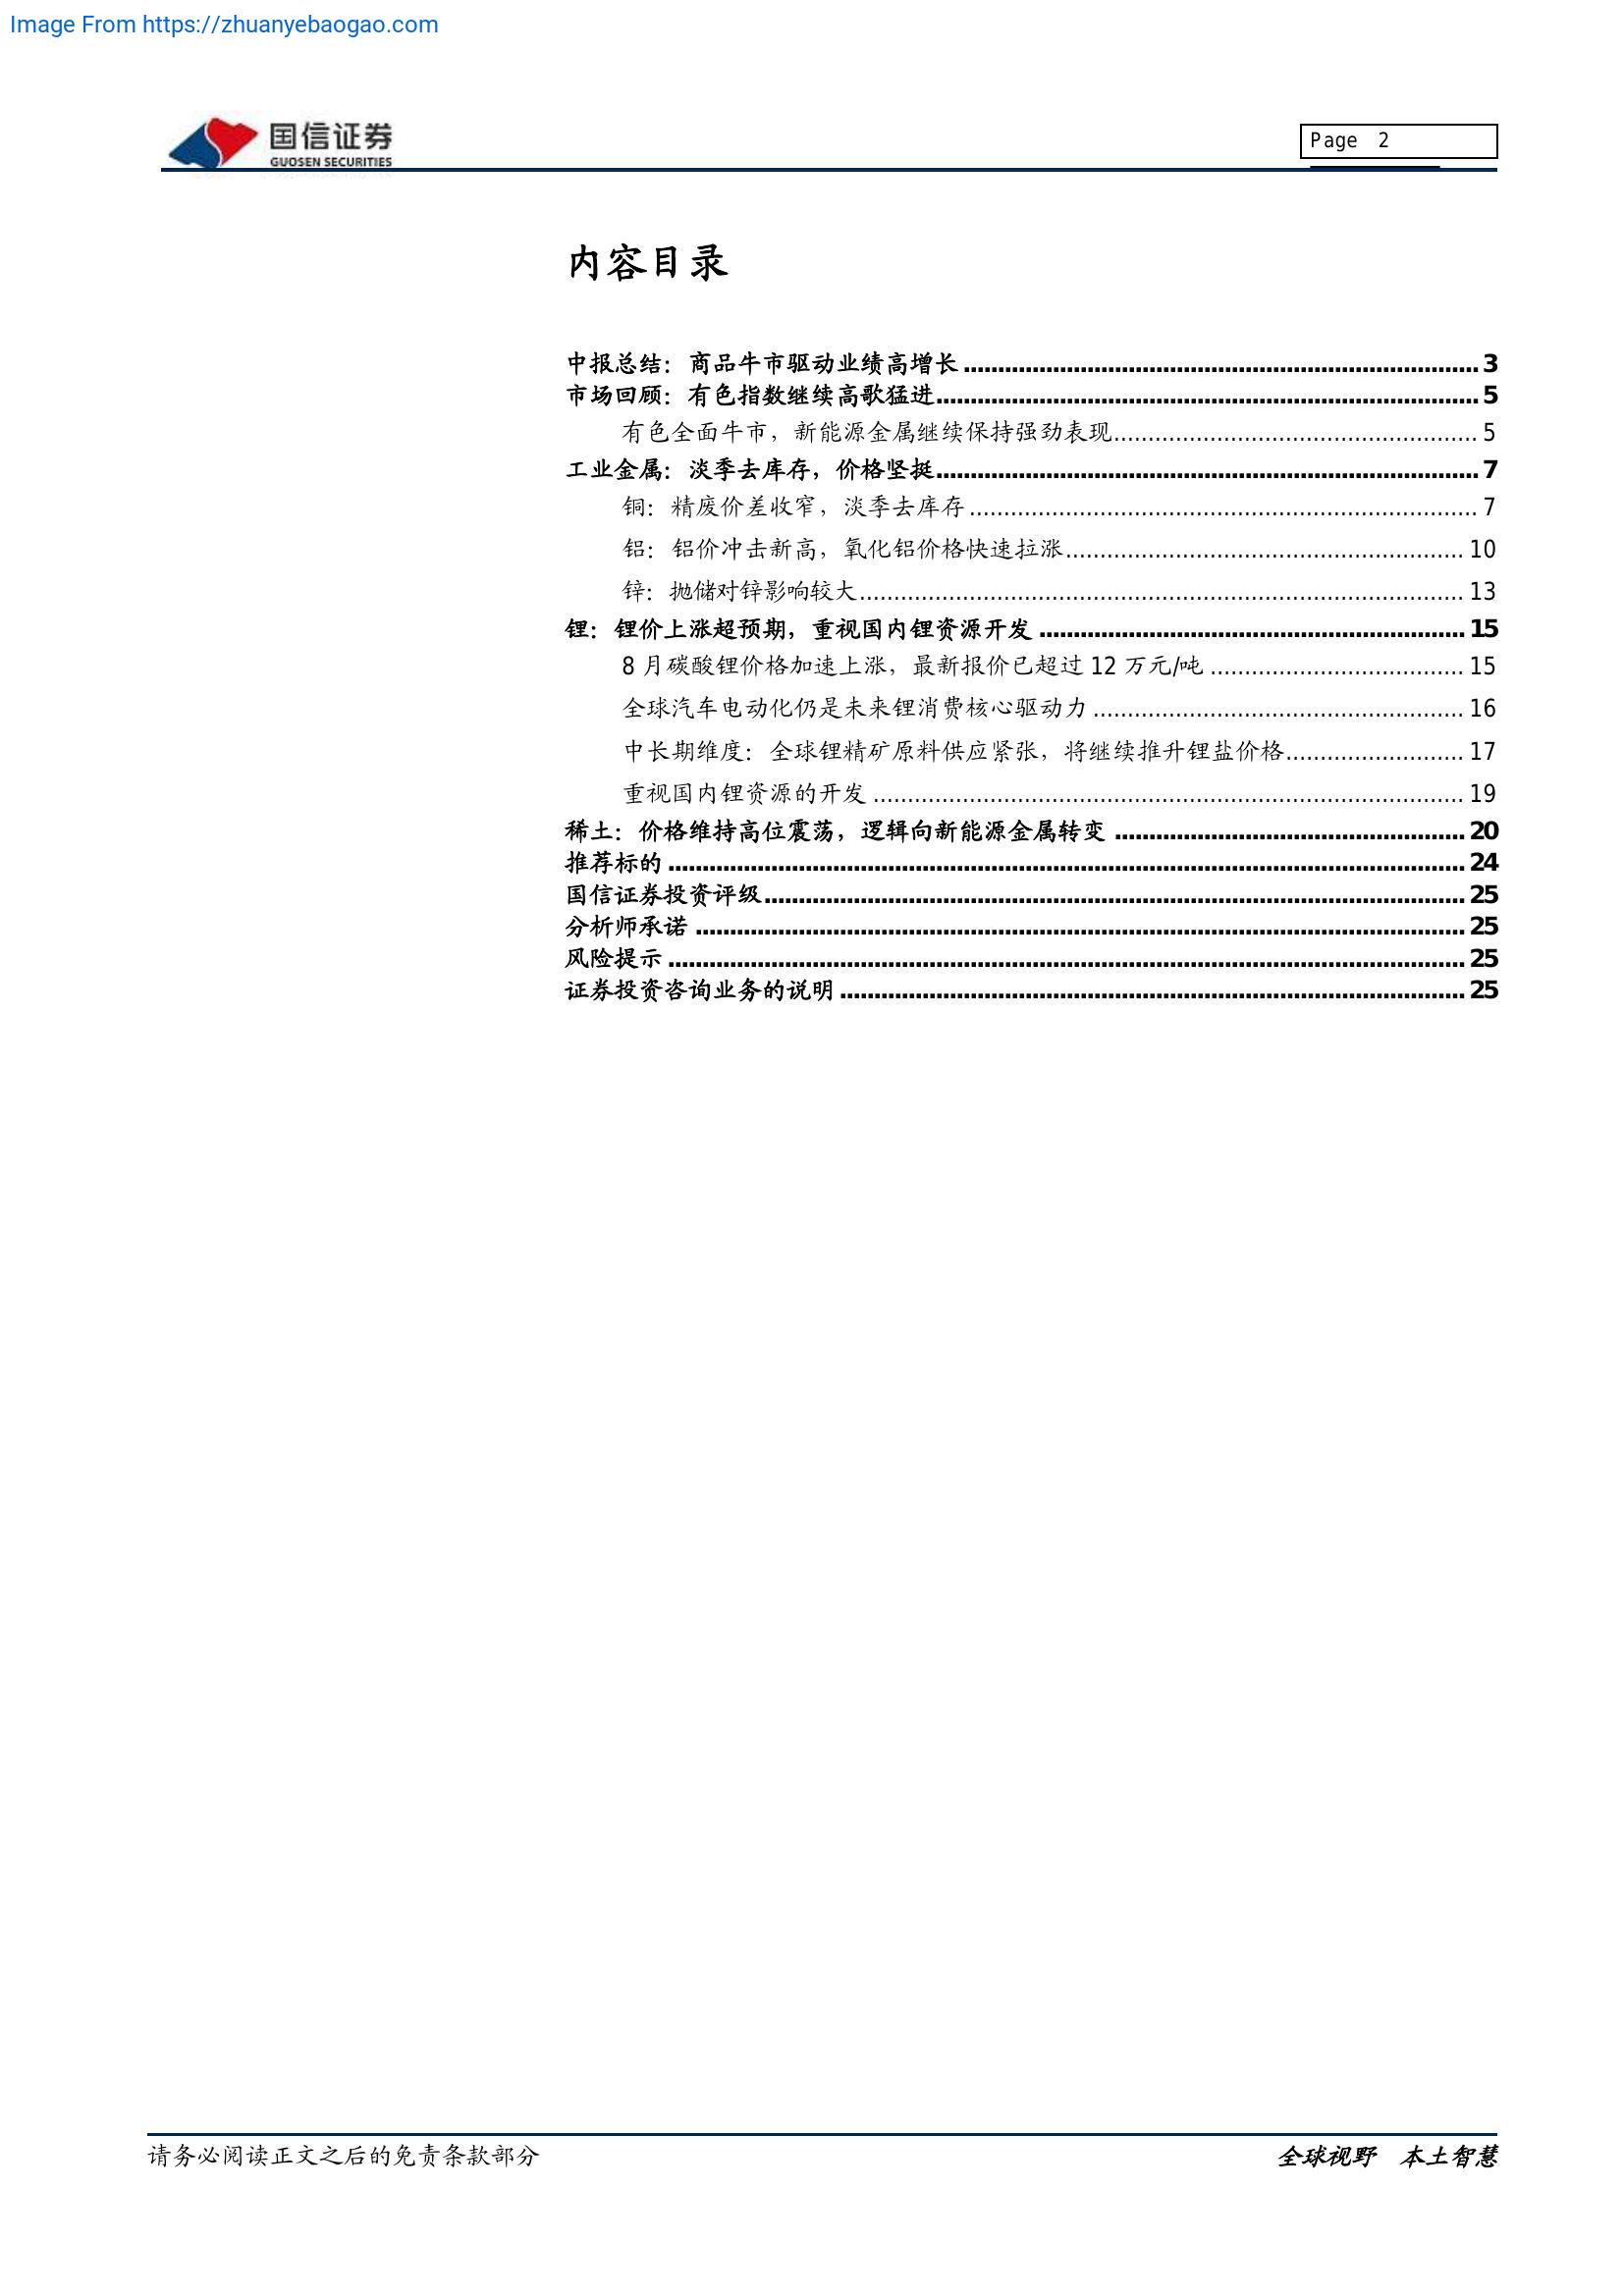 Image From https://zhuanyebaogao.com
国信证券
GUOSEN SECURITIES
Page 2
内容目录
中报总结：商品牛市驱动业绩高增长 ........ 3
市场回顾：有色指数继续高歌猛进 ........ 5
有色全面牛市，新能源金属继续保持强劲表现 ........ 5
工业金属：淡季去库存，价格坚挺 ........ 7
铜：精废价差收窄，淡季去库存 ........ 7
铝：铝价冲击新高，氧化铝价格快速拉涨 ........ 10
锌：抛储对锌影响较大 ........ 13
锂：锂价上涨超预期，重视国内锂资源开发 ........ 15
8 月碳酸锂价格加速上涨，最新报价已超过 12 万元/吨 ........ 15
全球汽车电动化仍是未来锂消费核心驱动力 ........ 16
中长期维度：全球锂精矿原料供应紧张，将继续推升锂盐价格 ........ 17
重视国内锂资源的开发 ........ 19
稀土：价格维持高位震荡，逻辑向新能源金属转变 ........ 20
推荐标的 ........ 24
国信证券投资评级 ........ 25
分析师承诺 ........ 25
风险提示 ........ 25
证券投资咨询业务的说明 ........ 25
请务必阅读正文之后的免责条款部分
全球视野 本土智慧